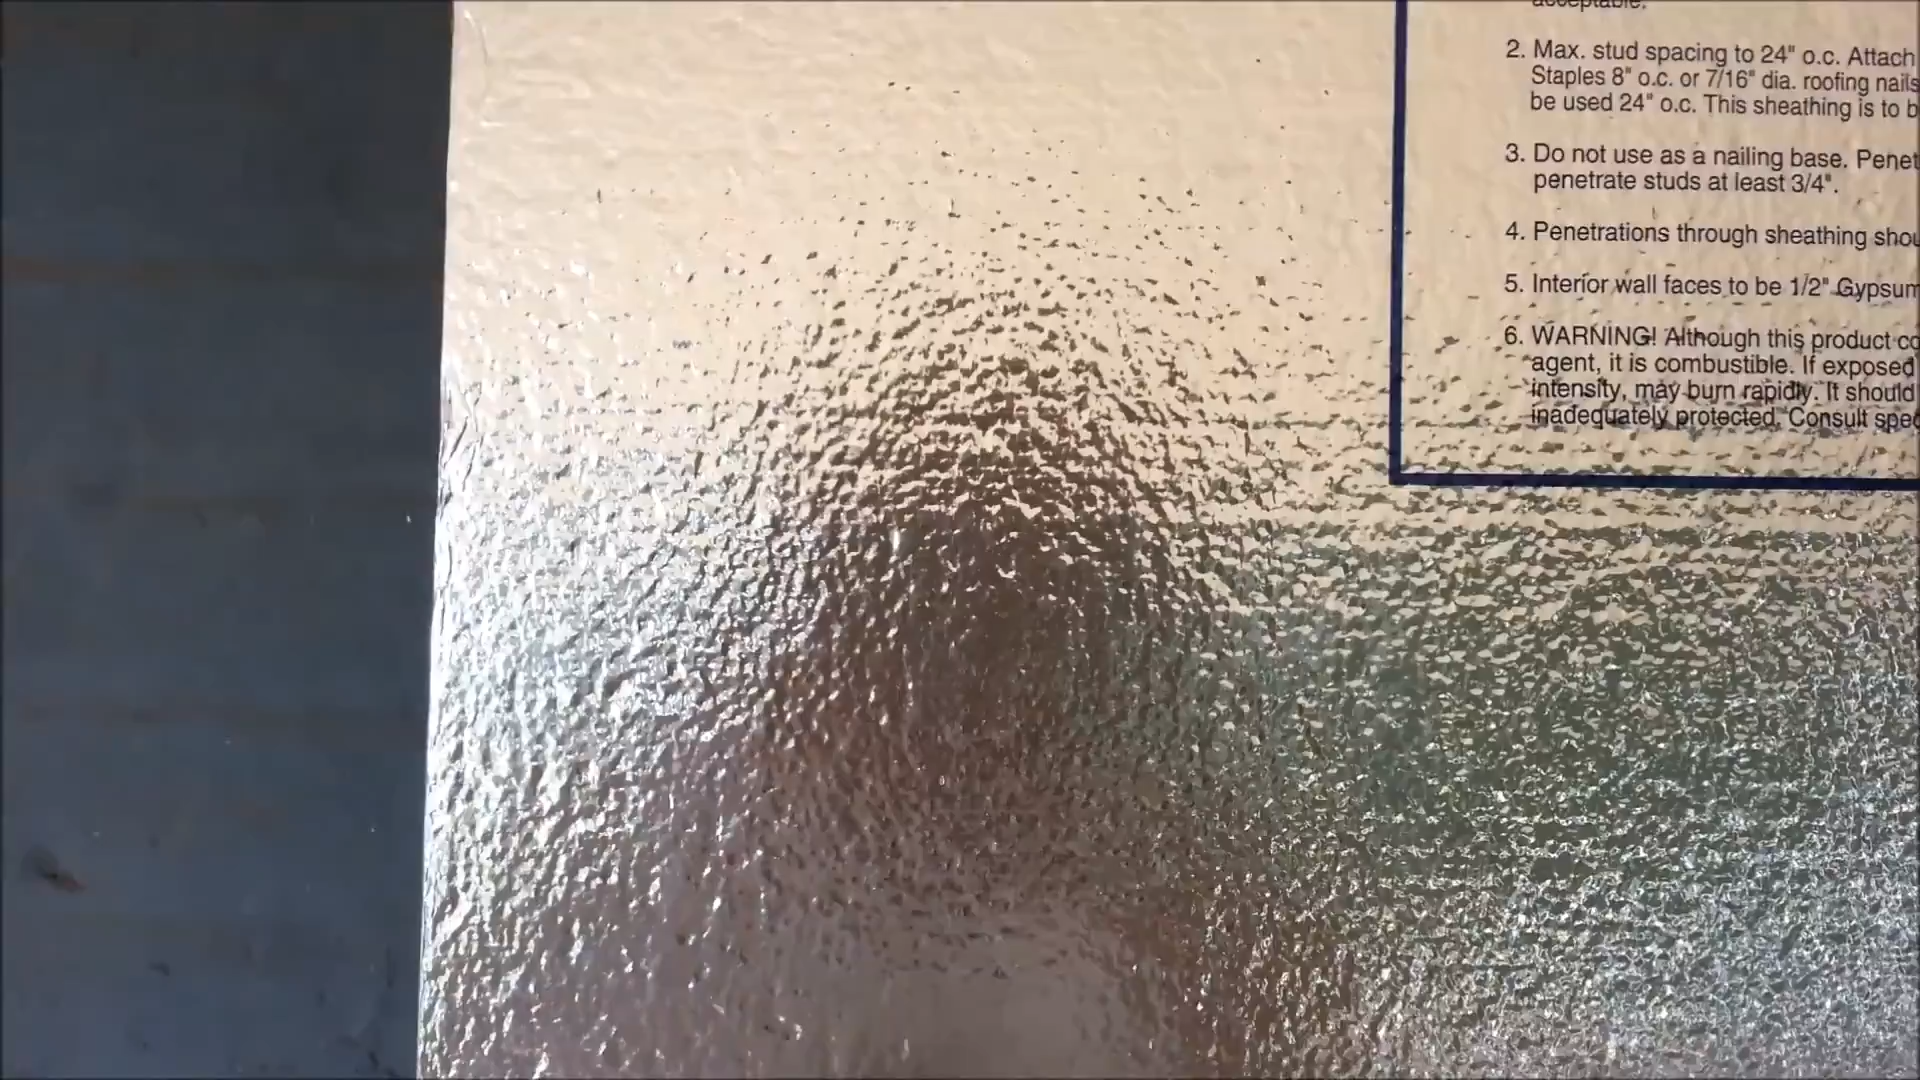 acceptable.
2. Max. stud spacing to 24" o.c. Attach
Staples 8" o.c. or 7/16" dia. roofing nails
be used 24" o.c. This sheathing is to b
3. Do not use as a nailing base. Penet
penetrate studs at least 3/4".
4. Penetrations through sheathing shou
5. Interior wall faces to be 1/2" Gypsum
6. WARNING! Although this product co
agent, it is combustible. If exposed
intensity, may burn rapidly. It should
inadequately protected. Consult spec